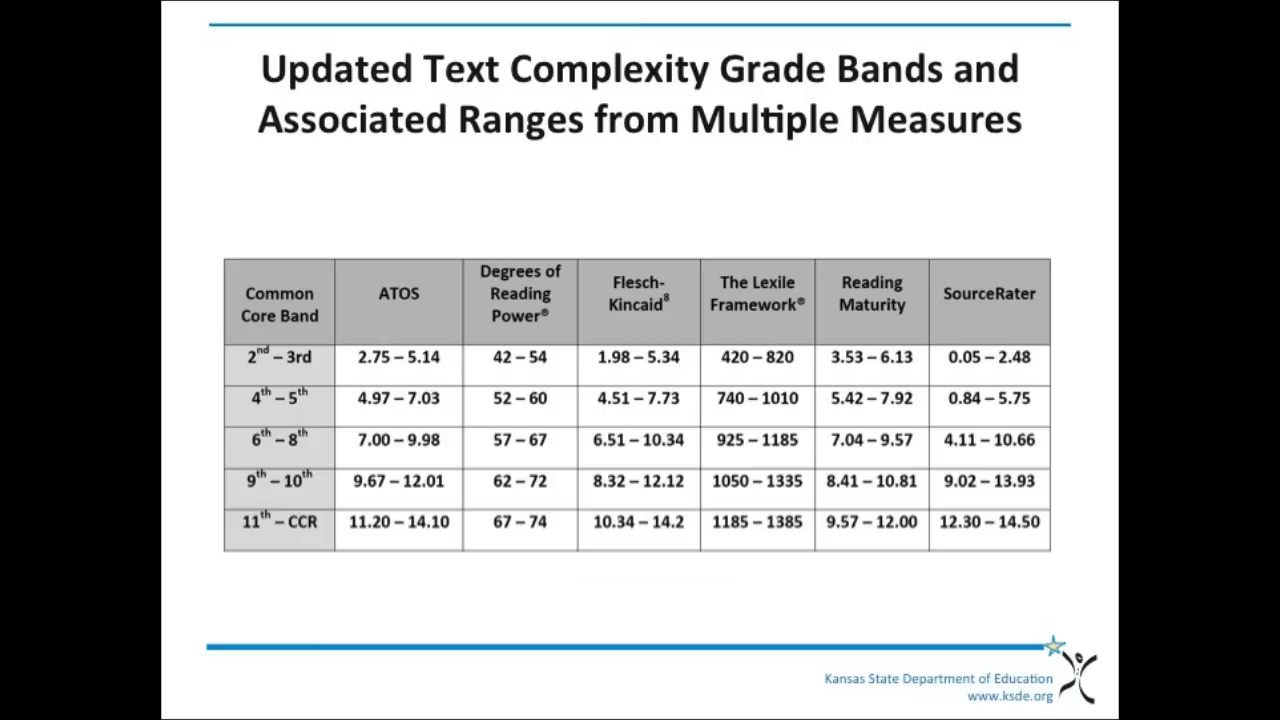 Updated Text Complexity Grade Bands and
Associated Ranges from Multiple Measures
Common Core Band ATOS Degrees of Reading Power® Flesch-Kincaid⁸ The Lexile Framework® Reading Maturity SourceRater
2nd – 3rd 2.75 – 5.14 42 – 54 1.98 – 5.34 420 – 820 3.53 – 6.13 0.05 – 2.48
4th – 5th 4.97 – 7.03 52 – 60 4.51 – 7.73 740 – 1010 5.42 – 7.92 0.84 – 5.75
6th – 8th 7.00 – 9.98 57 – 67 6.51 – 10.34 925 – 1185 7.04 – 9.57 4.11 – 10.66
9th – 10th 9.67 – 12.01 62 – 72 8.32 – 12.12 1050 – 1335 8.41 – 10.81 9.02 – 13.93
11th – CCR 11.20 – 14.10 67 – 74 10.34 – 14.2 1185 – 1385 9.57 – 12.00 12.30 – 14.50
Kansas State Department of Education
www.ksde.org